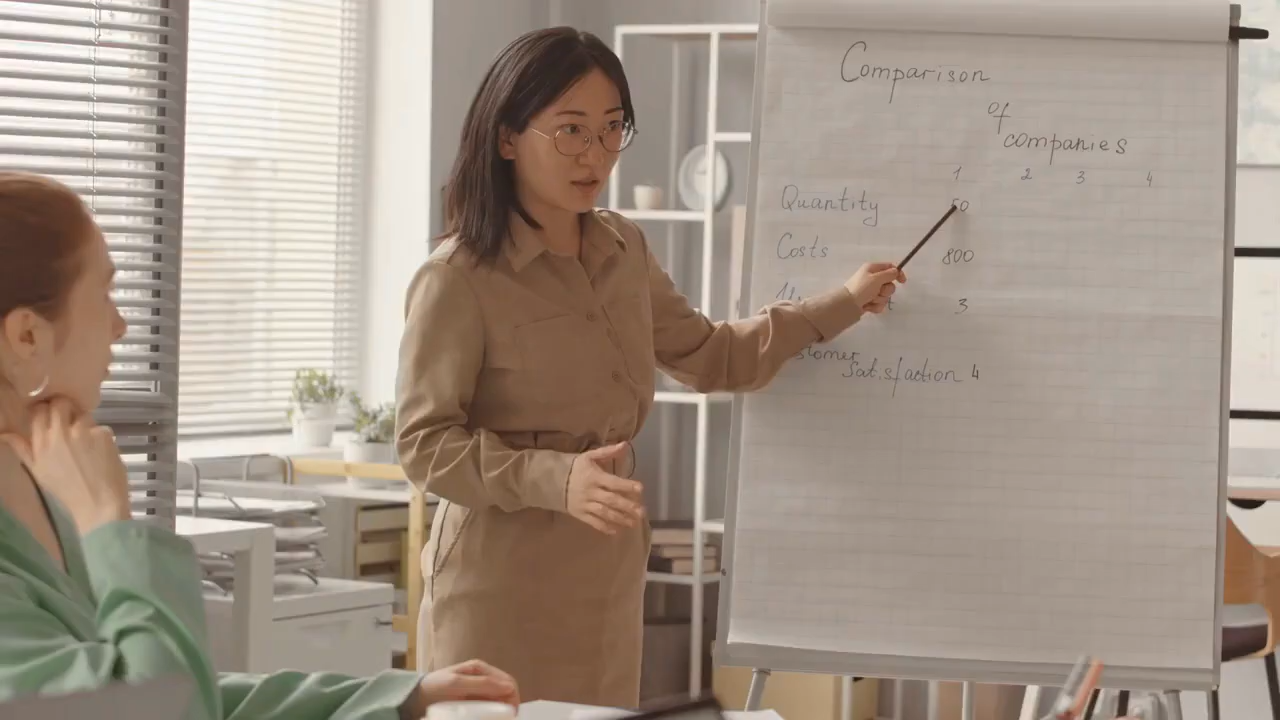 Comparison
of
companies
1 2 3 4
Quantity 50
Costs 800
3
Satisfaction 4